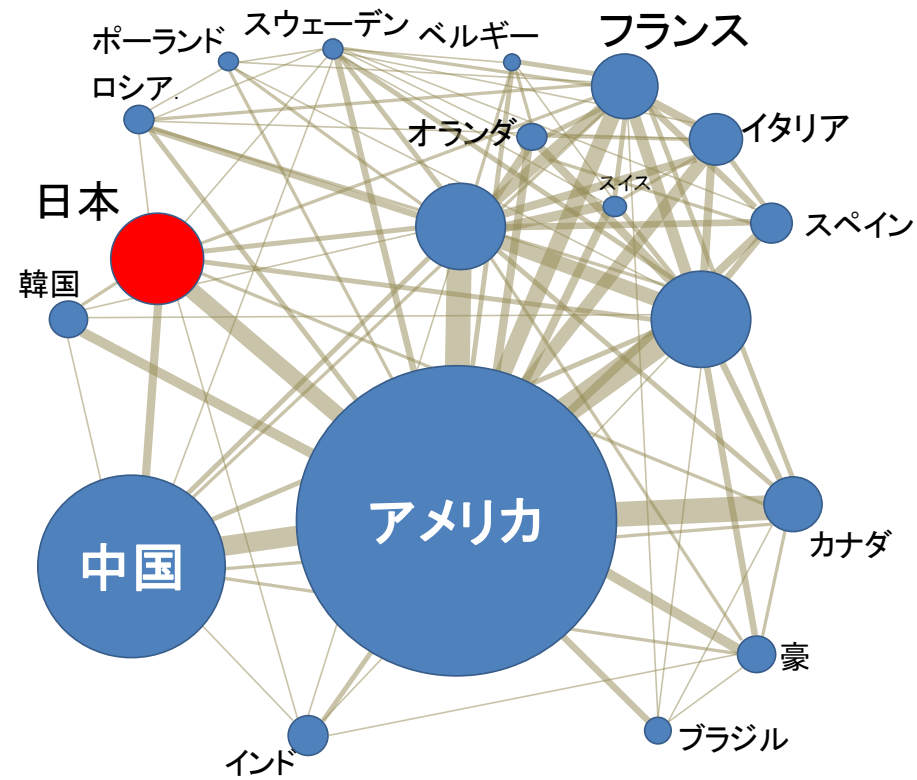 スウェーデン
フランス
ポーランド
ベルギー
ロシア.
オランダ
イタリア
スイス
日本
スペイン
韓国
アメリカ
カナダ
中国
豪
ブラジル
インド